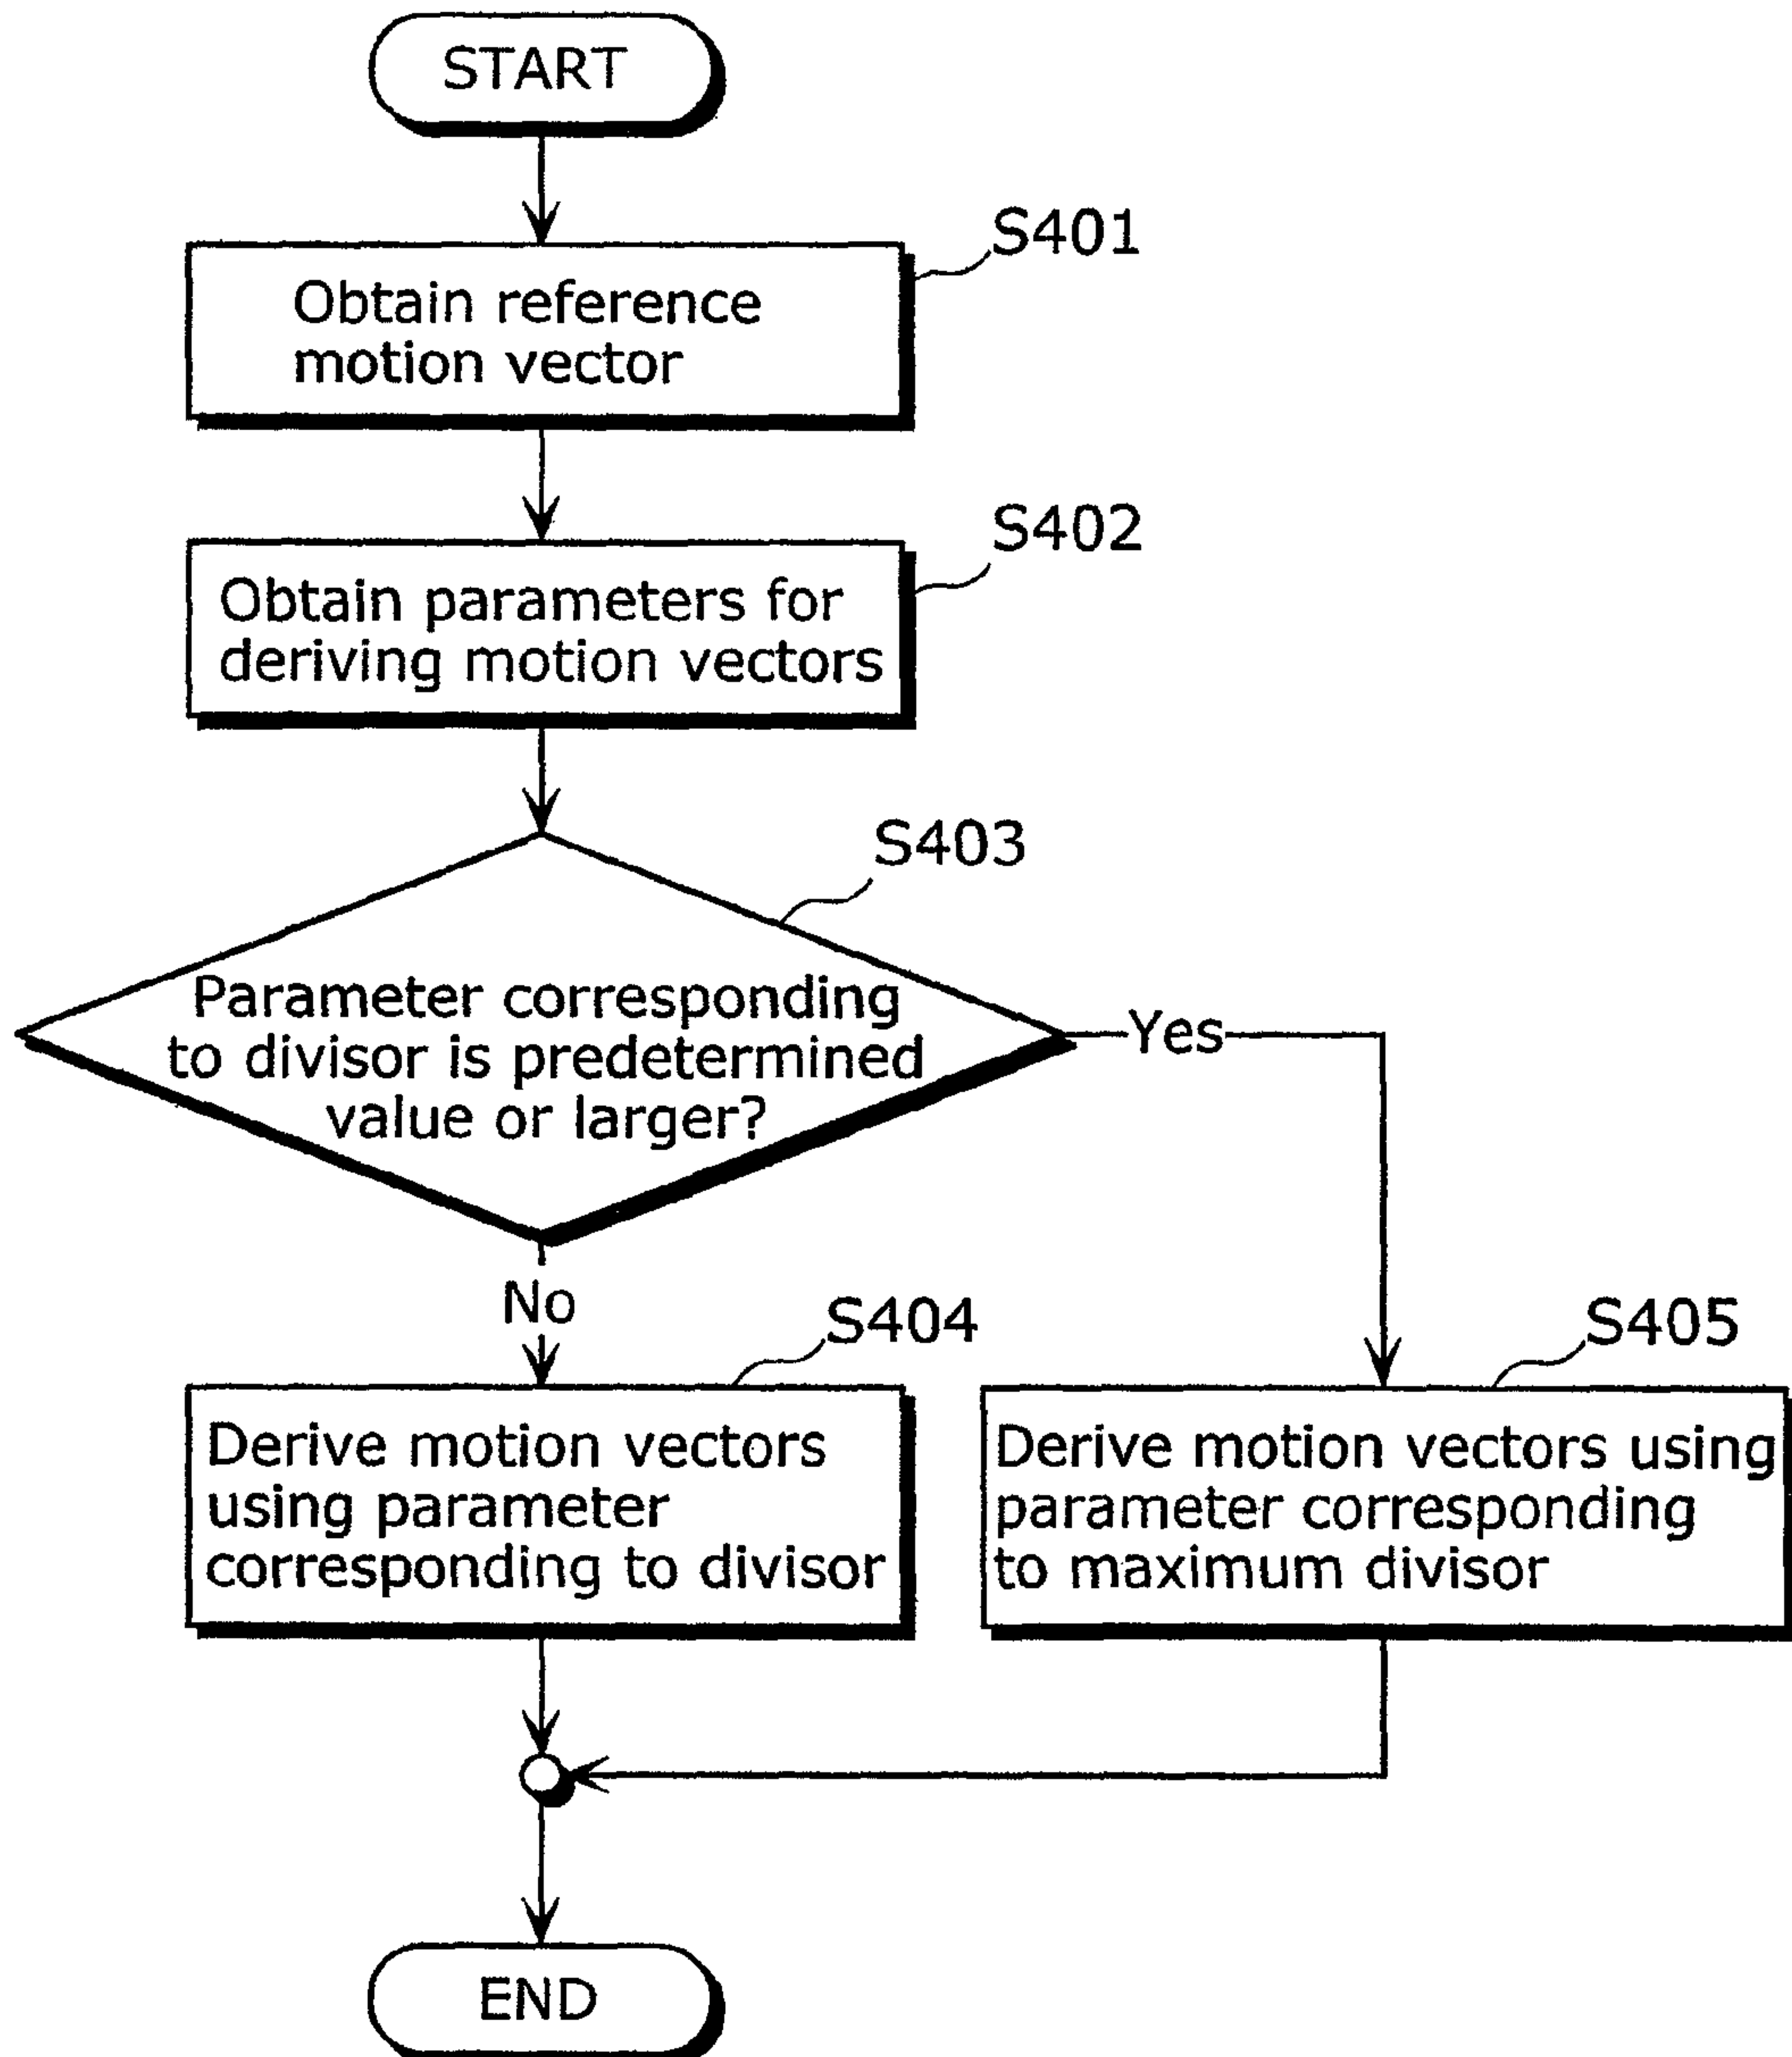 START
S401
Obtain reference
motion vector
S402
Obtain parameters for
deriving motion vectors
S403
Parameter corresponding
to divisor is predetermined
value or larger?
Yes
No
S404
Derive motion vectors
using parameter
corresponding to divisor
S405
Derive motion vectors using
parameter corresponding
to maximum divisor
END